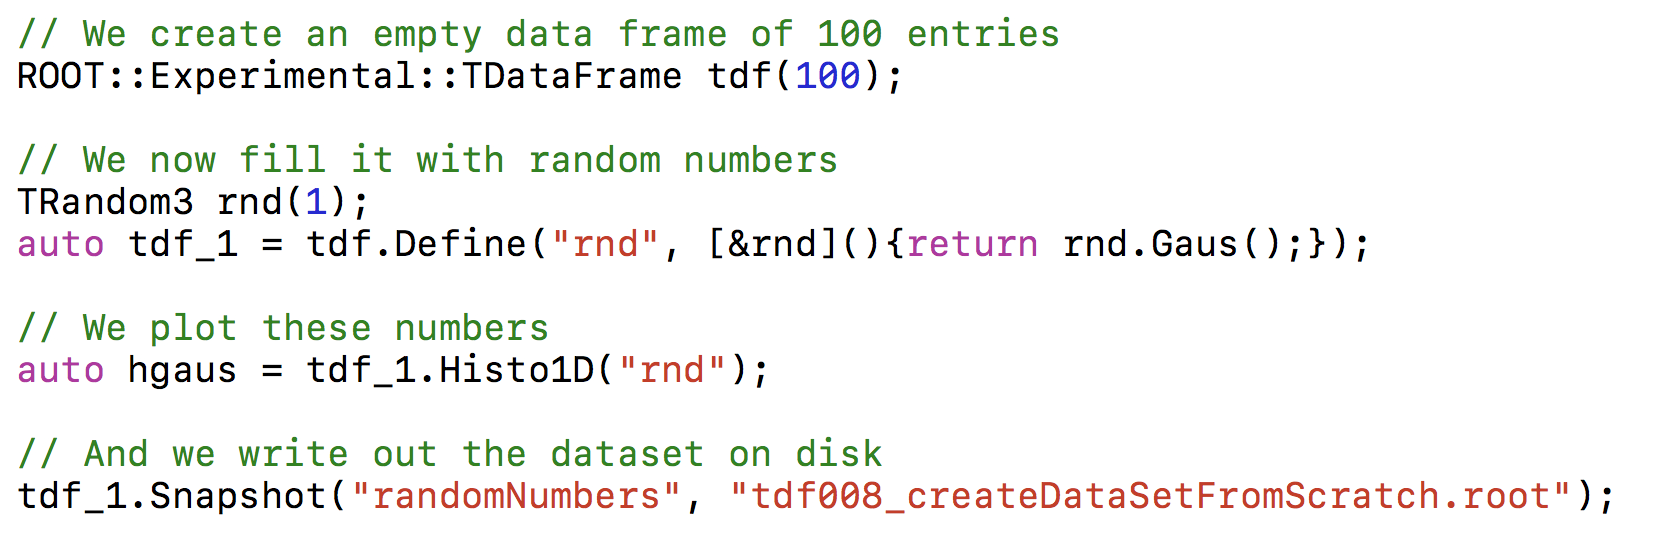 // We create an empty data frame of 100 entries
ROOT::Experimental::TDataFrame tdf(100);
// We now fill it with random numbers
TRandom3 rnd(1);
auto tdf_1 = tdf.Define("rnd", [&rnd](){return rnd.Gaus();});
// We plot these numbers
auto hgaus = tdf_1.Histo1D("rnd");
// And we write out the dataset on disk
tdf_1.Snapshot("randomNumbers", "tdf008_createDataSetFromScratch.root");